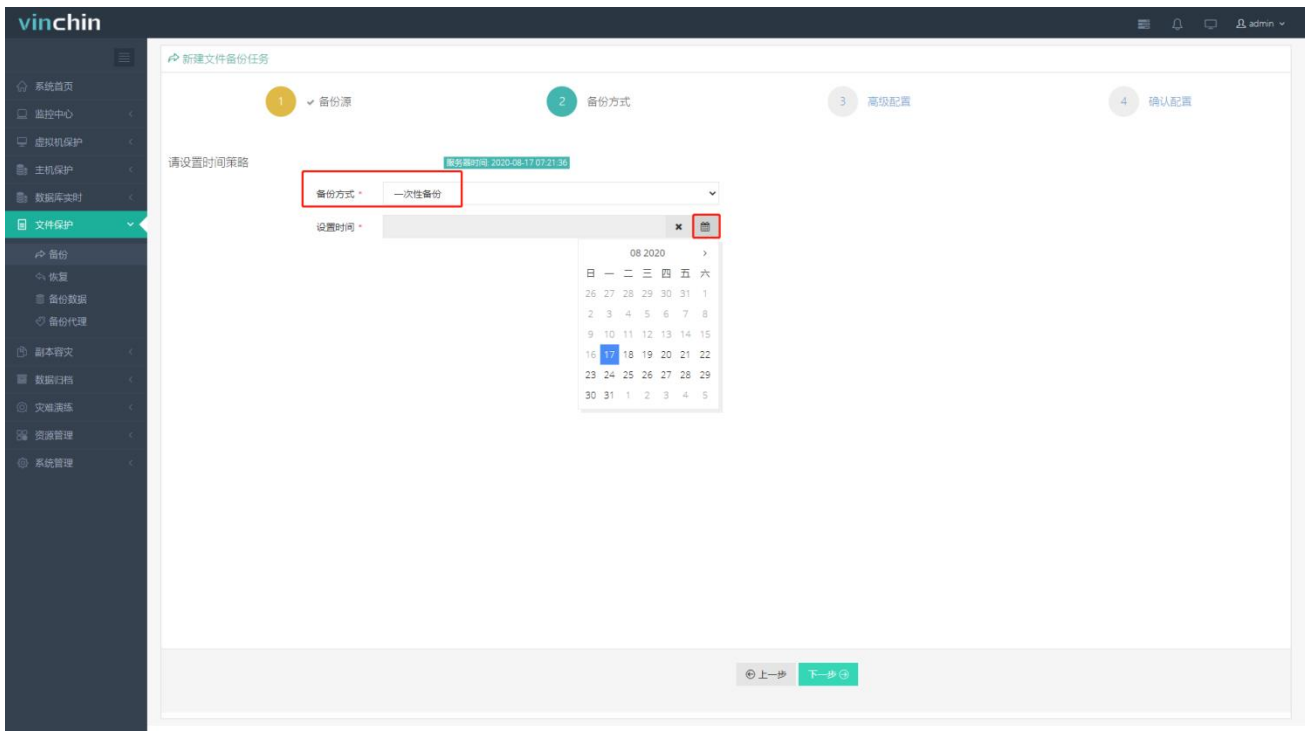 vinchin
admin
新建文件备份任务
系统首页
监控中心
虚拟机保护
主机保护
数据库实时
文件保护
备份
恢复
备份数据
备份代理
副本容灾
数据归档
灾难演练
资源管理
系统管理
1 备份源
2 备份方式
3 高级配置
4 确认配置
请设置时间策略
服务器时间: 2020-08-17 07:21:36
备份方式 * 一次性备份
设置时间 *
08 2020
日 一 二 三 四 五 六
26 27 28 29 30 31 1
2 3 4 5 6 7 8
9 10 11 12 13 14 15
16 17 18 19 20 21 22
23 24 25 26 27 28 29
30 31 1 2 3 4 5
上一步 下一步